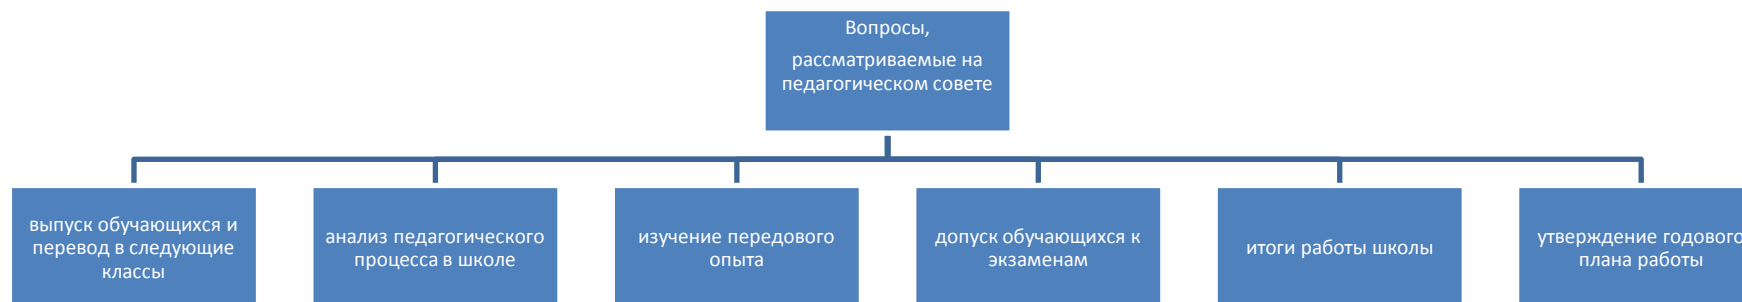 Вопросы,
рассматриваемые на
педагогическом совете
выпуск обучающихся и
перевод в следующие
классы
анализ педагогического
процесса в школе
изучение передового
опыта
допуск обучающихся к
экзаменам
итоги работы школы
утверждение годового
плана работы